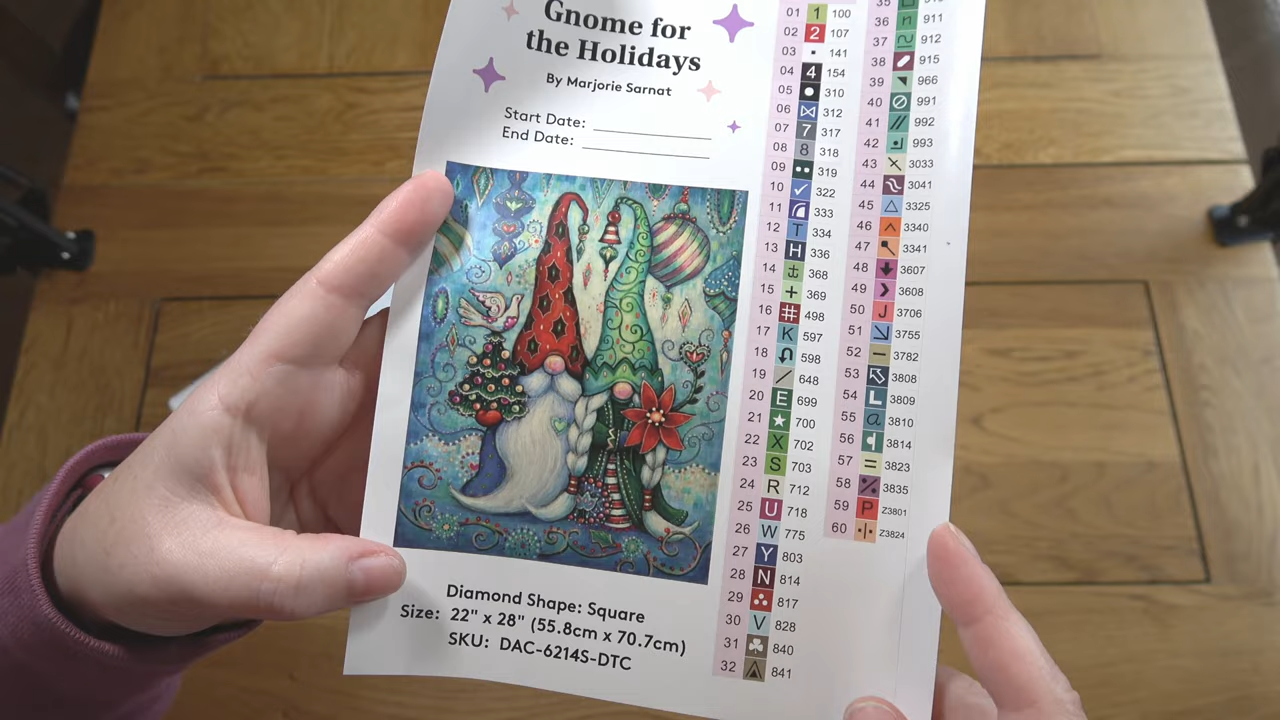 Gnome for
the Holidays
By Marjorie Sarnat
Start Date:
End Date:
Diamond Shape: Square
Size: 22" x 28" (55.8cm x 70.7cm)
SKU: DAC-6214S-DTC
01 1 100
02 2 107
03 141
04 4 154
05 310
06 312
07 7 317
08 8 318
09 319
10 322
11 333
12 T 334
13 H 336
14 368
15 + 369
16 # 498
17 K 597
18 598
19 / 648
20 E 699
21 ★ 700
22 X 702
23 S 703
24 R 712
25 U 718
26 W 775
27 Y 803
28 N 814
29 817
30 V 828
31 840
32 841
35
36 n 911
37 912
38 915
39 966
40 991
41 // 992
42 993
43 3033
44 3041
45 △ 3325
46 3340
47 3341
48 3607
49 3608
50 J 3706
51 3755
52 – 3782
53 3808
54 L 3809
55 a 3810
56 3814
57 = 3823
58 % 3835
59 P Z3801
60 Z3824